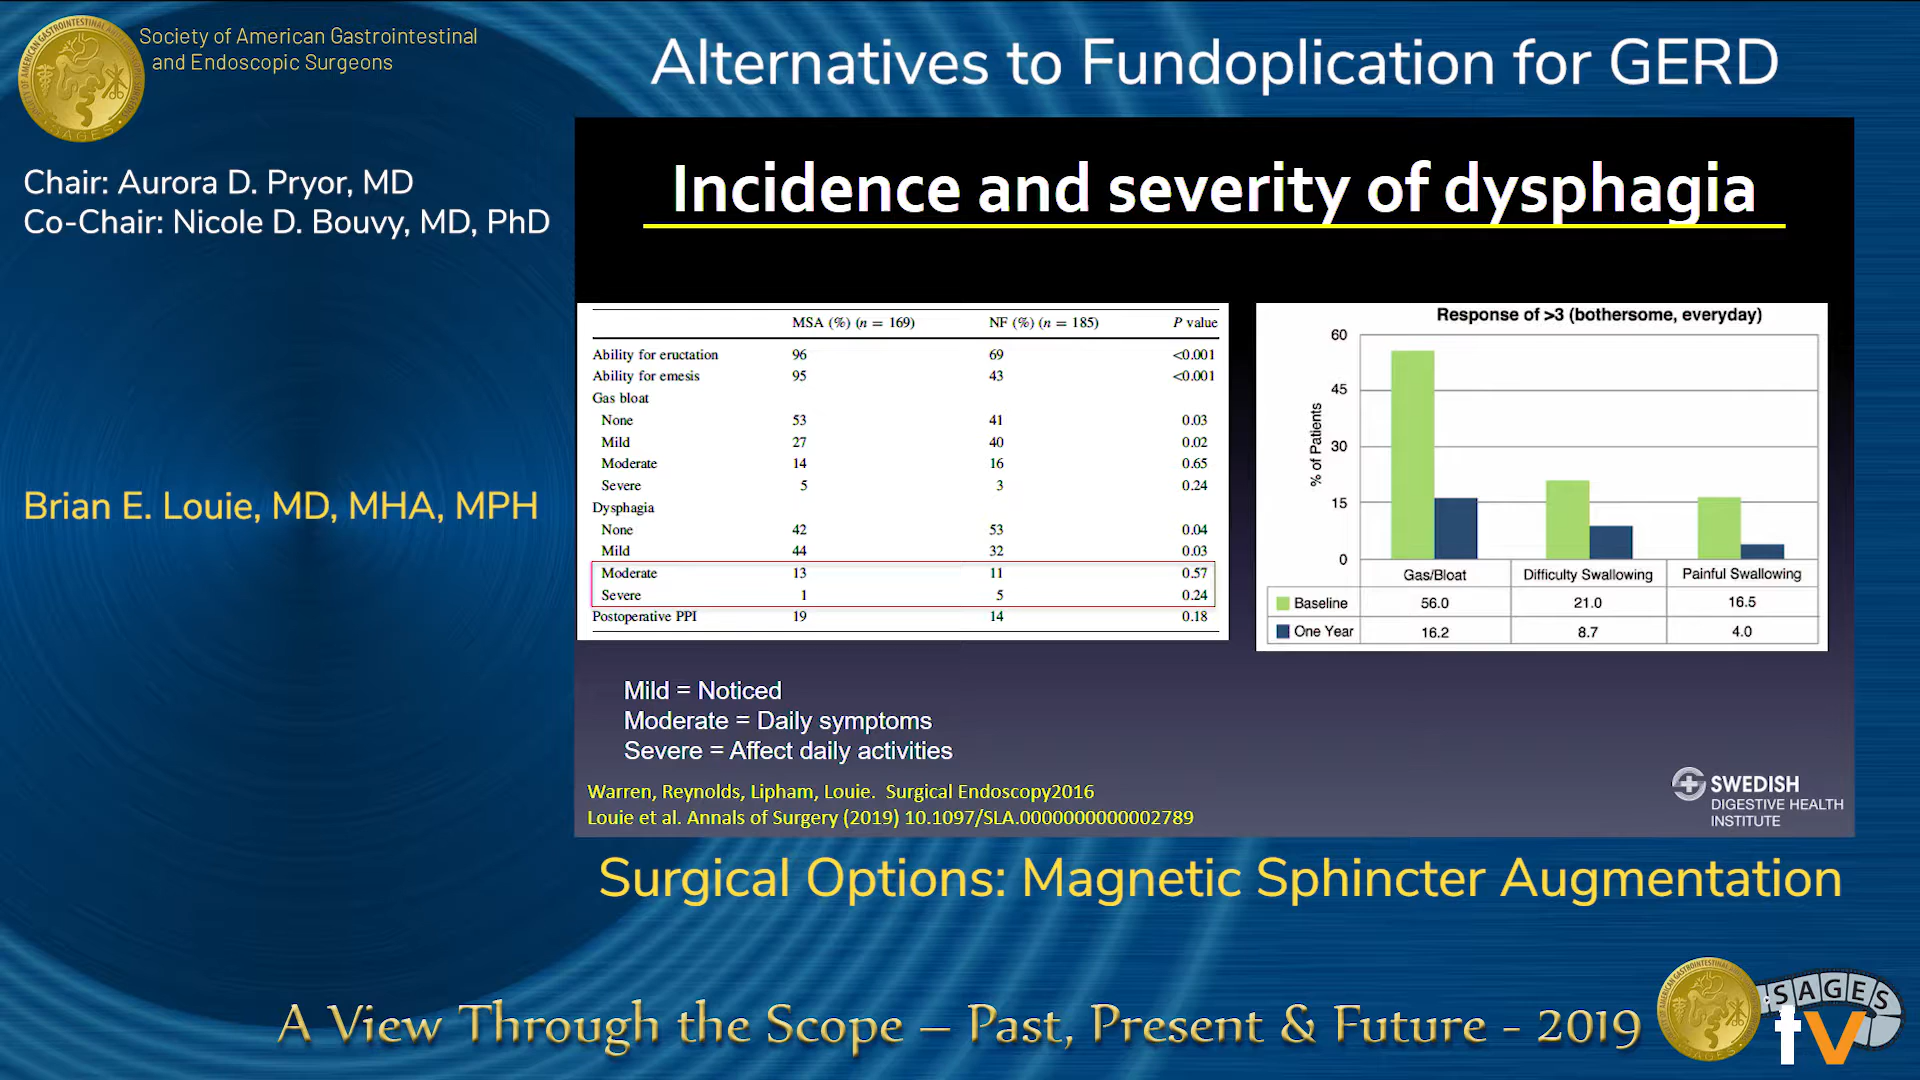 Society of American Gastrointestinal
and Endoscopic Surgeons
Alternatives to Fundoplication for GERD
Chair: Aurora D. Pryor, MD
Co-Chair: Nicole D. Bouvy, MD, PhD
Brian E. Louie, MD, MHA, MPH
Incidence and severity of dysphagia
MSA (%) (n = 169) NF (%) (n = 185) P value
Ability for eructation 96 69 <0.001
Ability for emesis 95 43 <0.001
Gas bloat
None 53 41 0.03
Mild 27 40 0.02
Moderate 14 16 0.65
Severe 5 3 0.24
Dysphagia
None 42 53 0.04
Mild 44 32 0.03
Moderate 13 11 0.57
Severe 1 5 0.24
Postoperative PPI 19 14 0.18
Response of >3 (bothersome, everyday)
% of Patients
60
45
30
15
0
Gas/Bloat Difficulty Swallowing Painful Swallowing
Baseline 56.0 21.0 16.5
One Year 16.2 8.7 4.0
Mild = Noticed
Moderate = Daily symptoms
Severe = Affect daily activities
Warren, Reynolds, Lipham, Louie. Surgical Endoscopy2016
Louie et al. Annals of Surgery (2019) 10.1097/SLA.0000000000002789
SWEDISH
DIGESTIVE HEALTH
INSTITUTE
Surgical Options: Magnetic Sphincter Augmentation
A View Through the Scope – Past, Present & Future - 2019
SAGES
tv